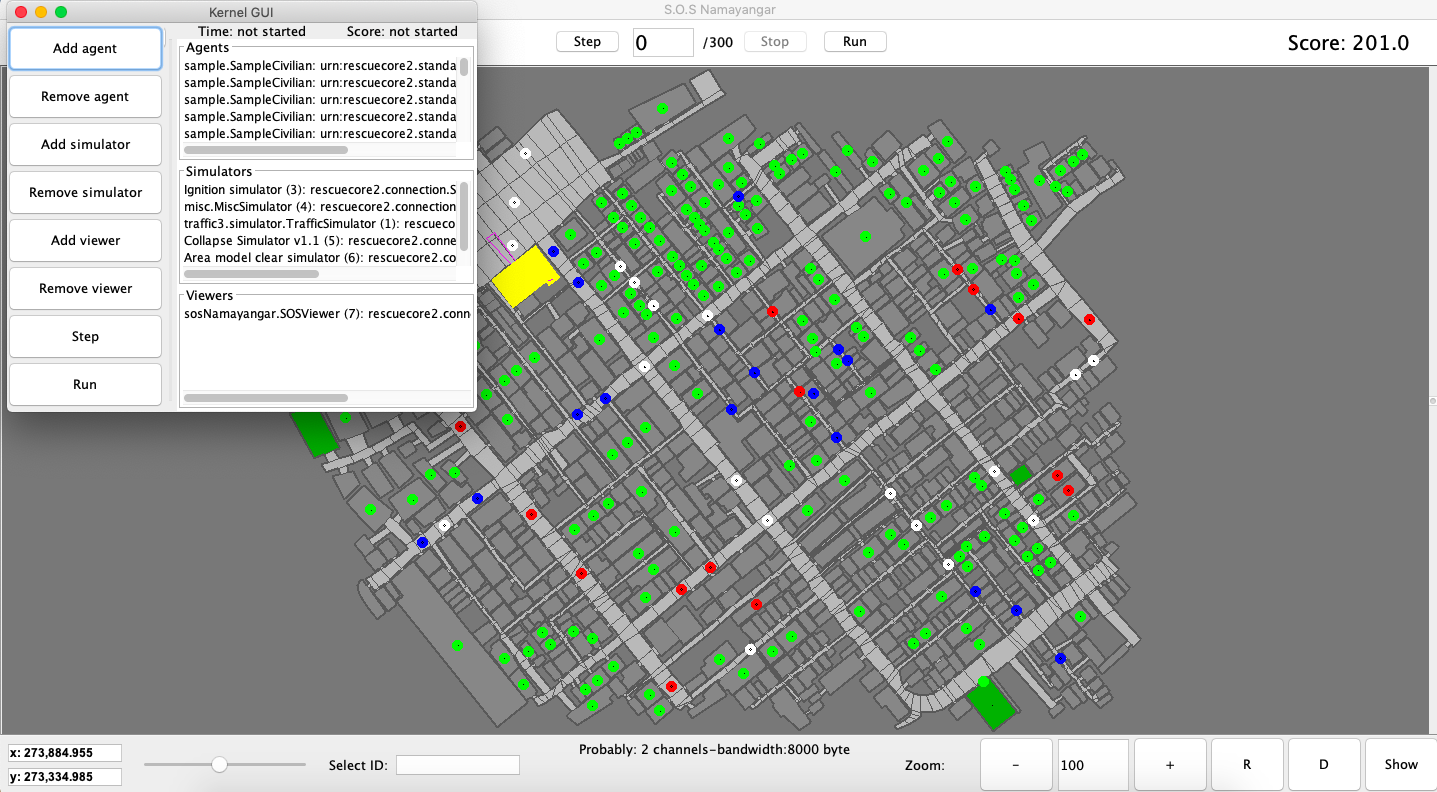 Kernel GUI
S.O.S Namayangar
Time: not started Score: not started
Step 0 /300 Stop Run Score: 201.0
Add agent
Remove agent
Add simulator
Remove simulator
Add viewer
Remove viewer
Step
Run
Agents
sample.SampleCivilian: urn:rescuecore2.standa
sample.SampleCivilian: urn:rescuecore2.standa
sample.SampleCivilian: urn:rescuecore2.standa
sample.SampleCivilian: urn:rescuecore2.standa
sample.SampleCivilian: urn:rescuecore2.standa
Simulators
Ignition simulator (3): rescuecore2.connection.S
misc.MiscSimulator (4): rescuecore2.connection
traffic3.simulator.TrafficSimulator (1): rescueco
Collapse Simulator v1.1 (5): rescuecore2.conne
Area model clear simulator (6): rescuecore2.co
Viewers
sosNamayangar.SOSViewer (7): rescuecore2.conn
x: 273,884.955
y: 273,334.985
Select ID:
Probably: 2 channels-bandwidth:8000 byte
Zoom: - 100 + R D Show